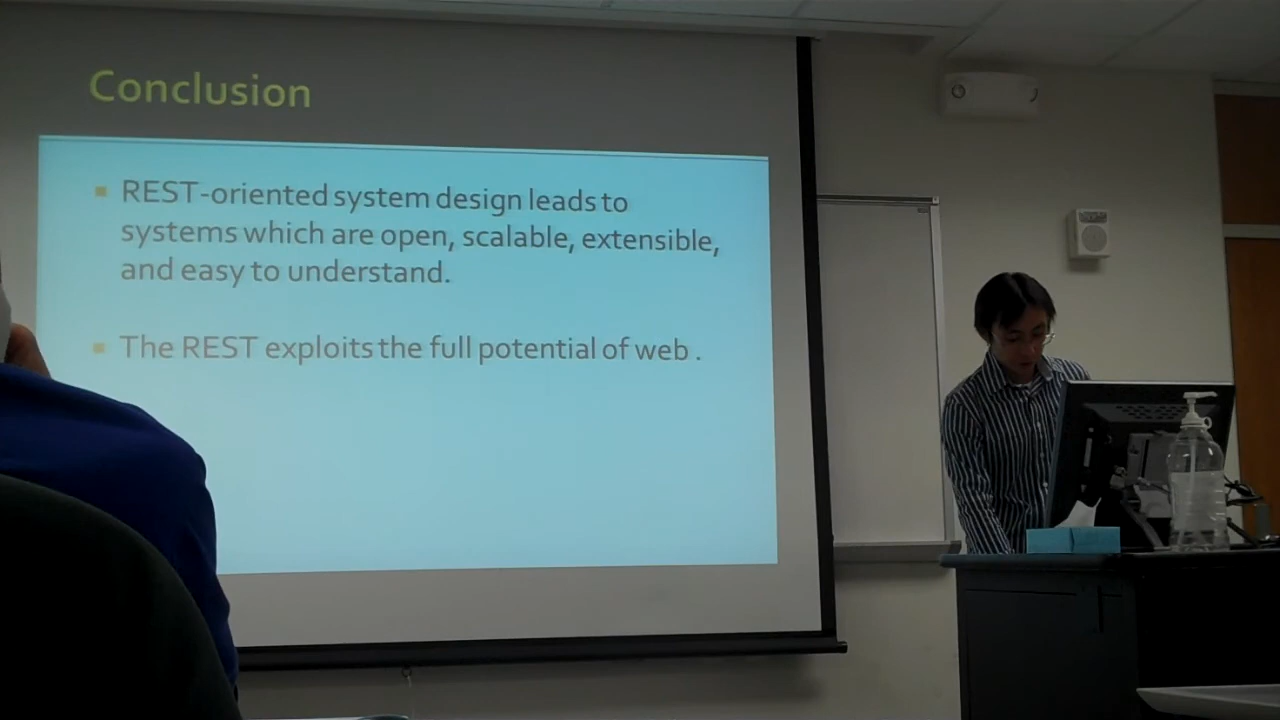 Conclusion
REST-oriented system design leads to
systems which are open, scalable, extensible,
and easy to understand.
The REST exploits the full potential of web .